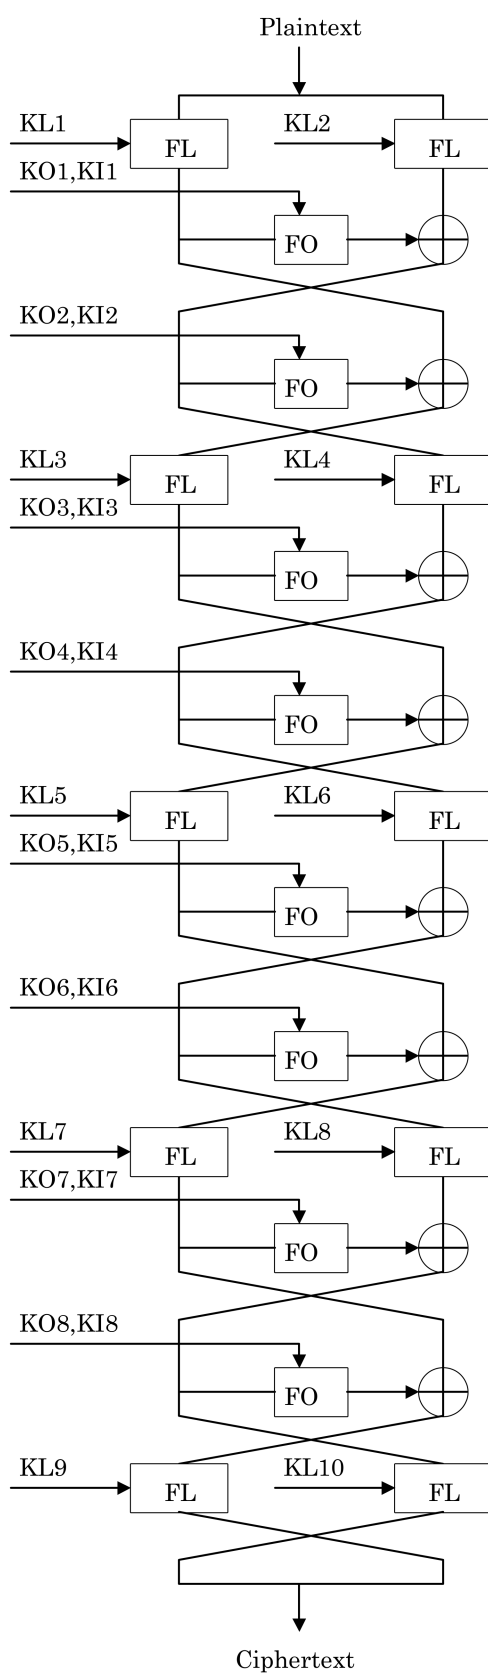 Plaintext
KL1 KL2
FL FL
KO1,KI1
FO
KO2,KI2
FO
KL3 KL4
FL FL
KO3,KI3
FO
KO4,KI4
FO
KL5 KL6
FL FL
KO5,KI5
FO
KO6,KI6
FO
KL7 KL8
FL FL
KO7,KI7
FO
KO8,KI8
FO
KL9 KL10
FL FL
Ciphertext